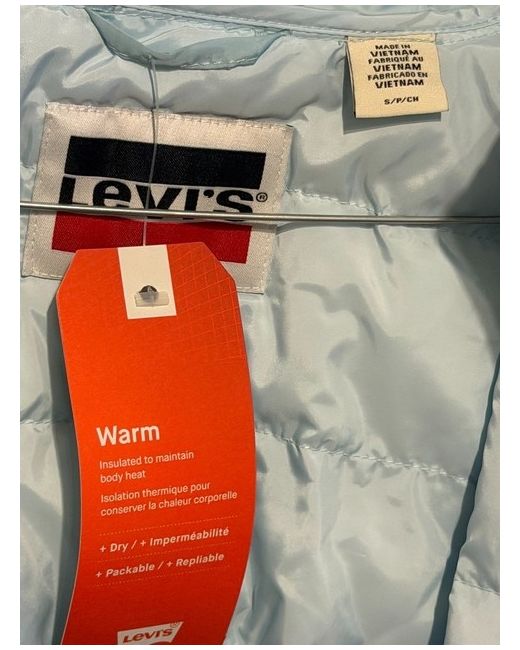 MADE IN
VIETNAM
FABRIQUÉ AU
VIETNAM
FABRICADO EN
VIETNAM
S/P/CH
LEVI'S®
Warm
Insulated to maintain
body heat
Isolation thermique pour
conserver la chaleur corporelle
+ Dry / + Imperméabilité
+ Packable / + Repliable
LEVI'S®